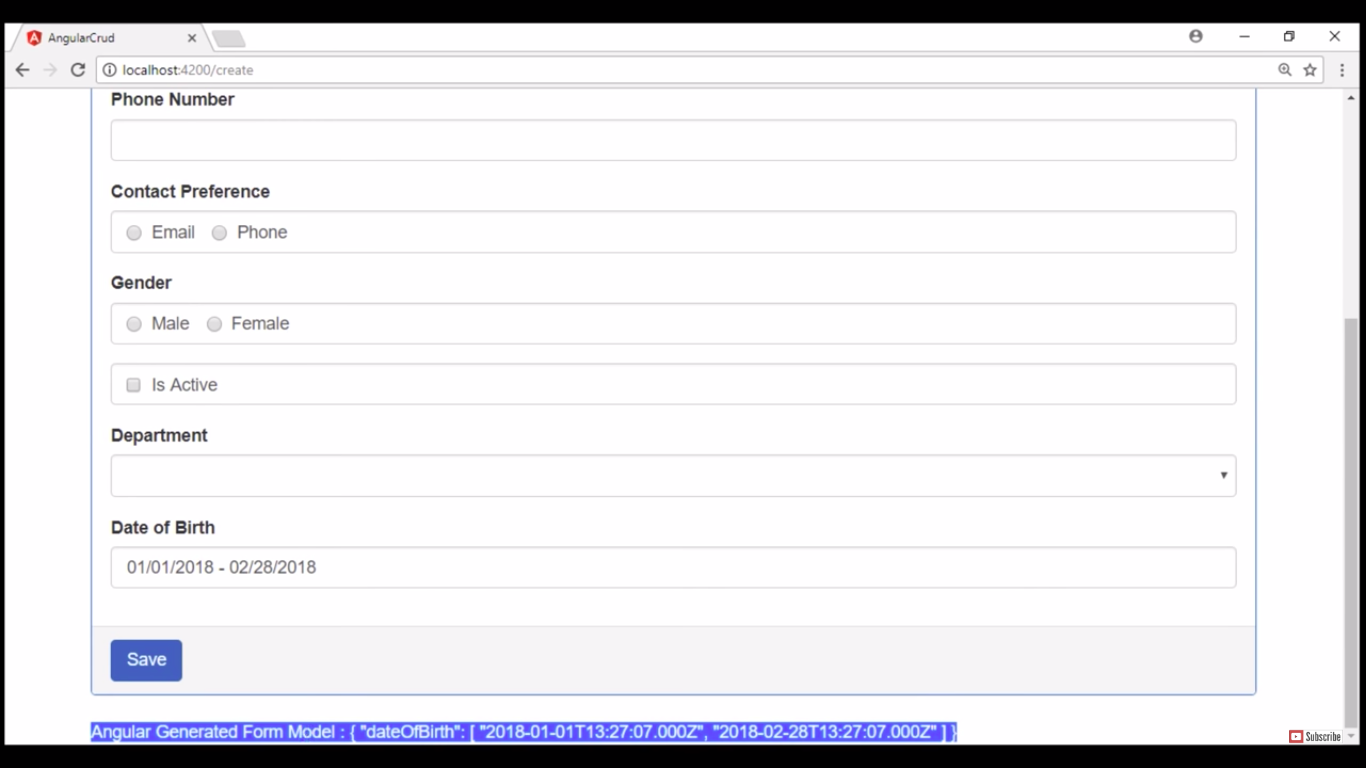 AngularCrud
localhost:4200/create
Phone Number
Contact Preference
Email Phone
Gender
Male Female
Is Active
Department
Date of Birth
01/01/2018 - 02/28/2018
Save
Angular Generated Form Model : { "dateOfBirth": [ "2018-01-01T13:27:07.000Z", "2018-02-28T13:27:07.000Z" ] }
Subscribe